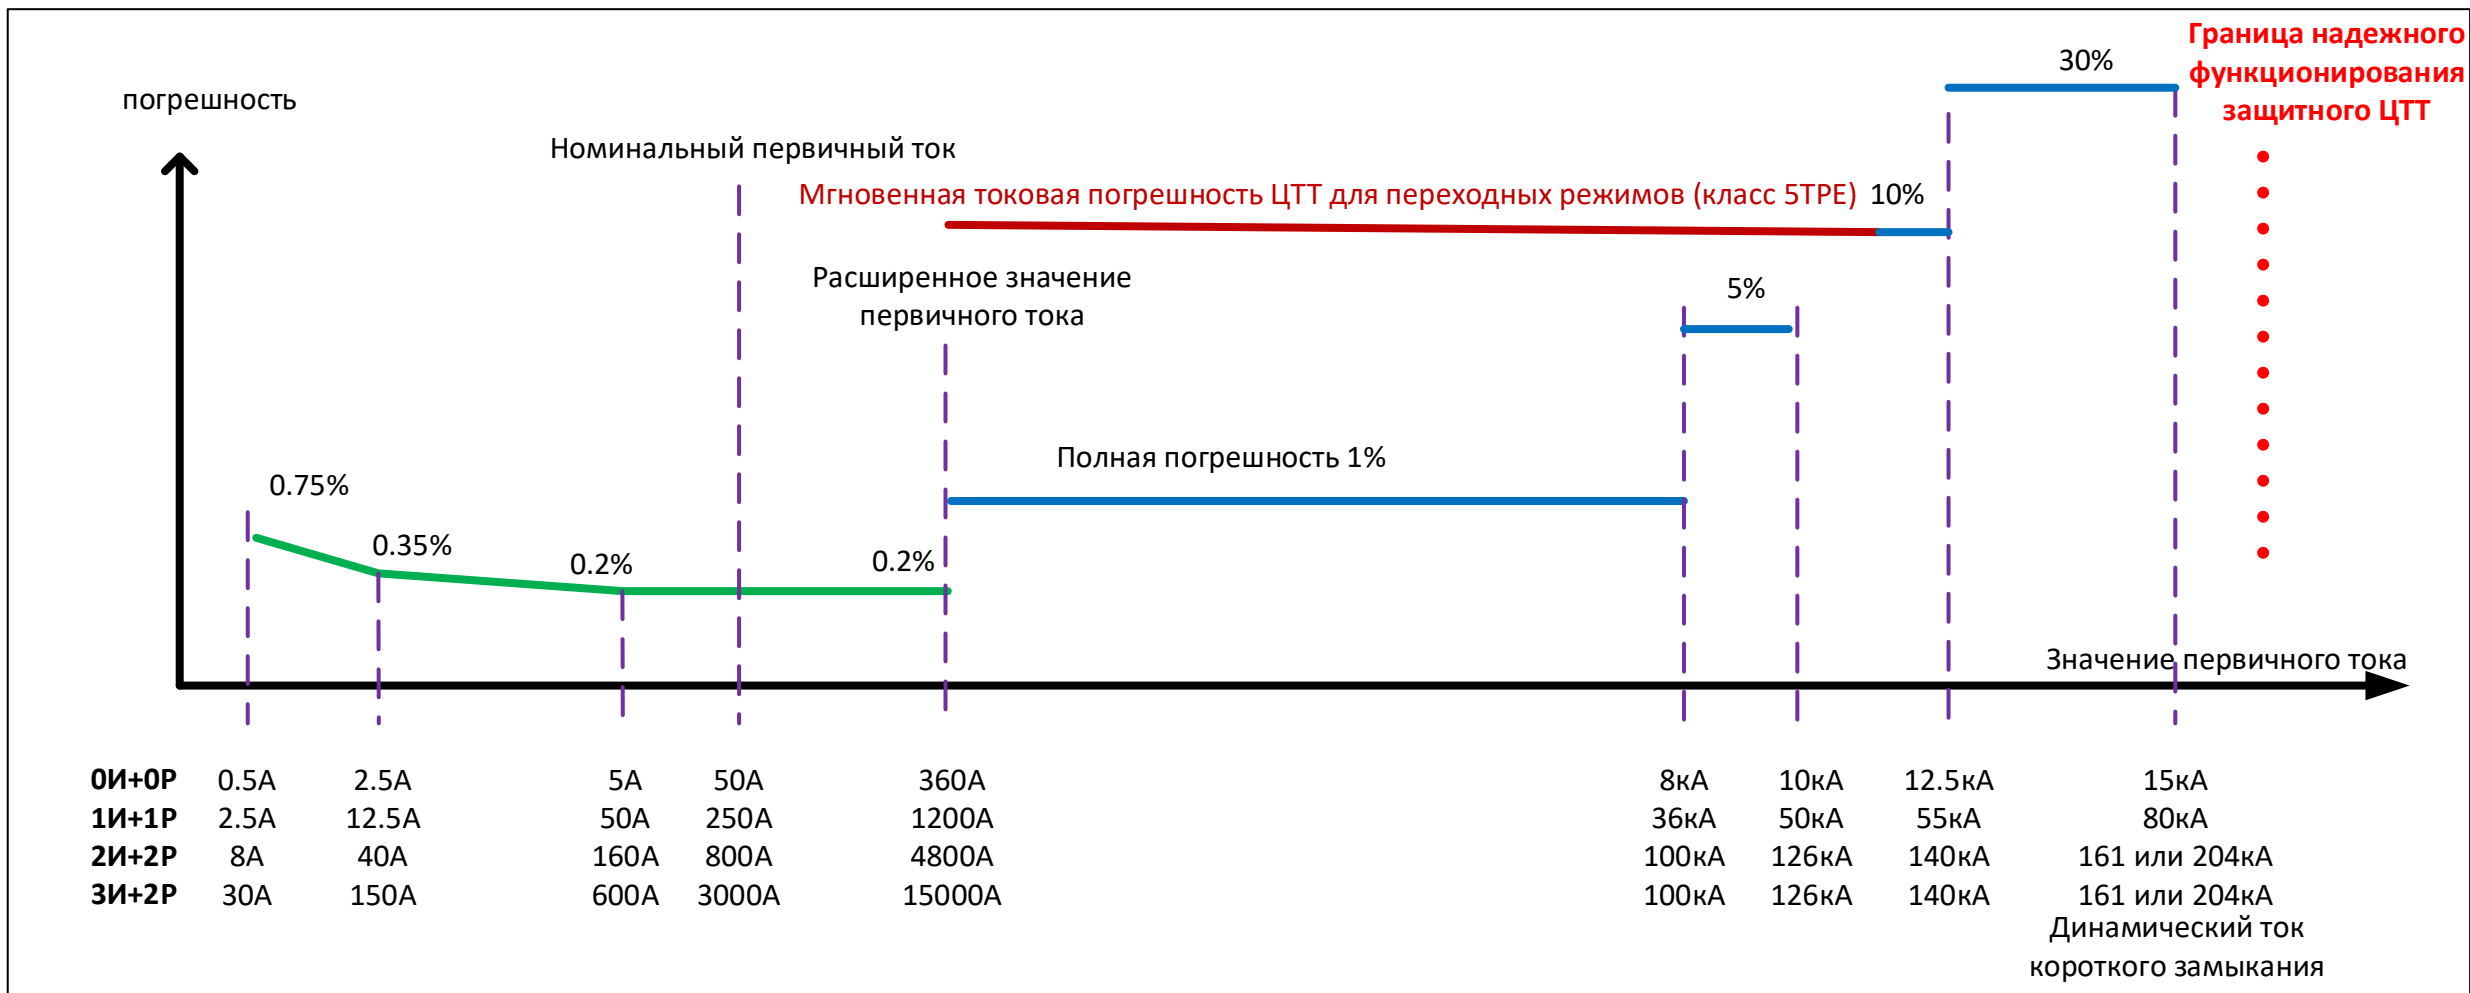 Граница надежного
функционирования
защитного ЦТТ
30%
погрешность
Номинальный первичный ток
Мгновенная токовая погрешность ЦТТ для переходных режимов (класс 5TPE) 10%
Расширенное значение
первичного тока
5%
Полная погрешность 1%
0.75%
0.35%
0.2%
0.2%
Значение первичного тока
0И+0Р 0.5А 2.5А 5А 50А 360А 8кА 10кА 12.5кА 15кА
1И+1Р 2.5А 12.5А 50А 250А 1200А 36кА 50кА 55кА 80кА
2И+2Р 8А 40А 160А 800А 4800А 100кА 126кА 140кА 161 или 204кА
3И+2Р 30А 150А 600А 3000А 15000А 100кА 126кА 140кА 161 или 204кА
Динамический ток
короткого замыкания